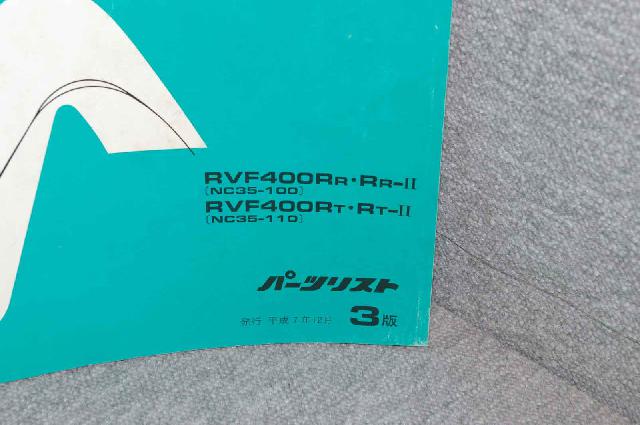 RVF400RR・RR-II
〔NC35-100〕
RVF400RT・RT-II
〔NC35-110〕
パーツリスト
発行 平成7年12月 3版